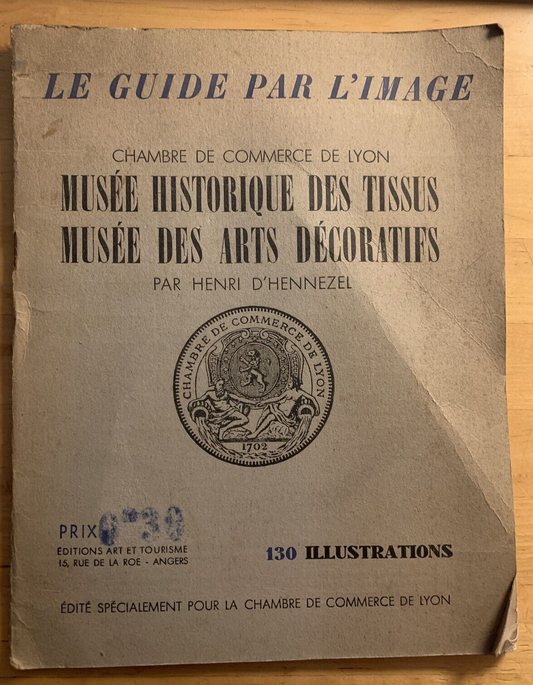 LE GUIDE PAR L'IMAGE
CHAMBRE DE COMMERCE DE LYON
MUSÉE HISTORIQUE DES TISSUS
MUSÉE DES ARTS DÉCORATIFS
PAR HENRI D'HENNEZEL
CHAMBRE DE COMMERCE DE LYON
1702
PRIX
ÉDITIONS ART ET TOURISME
15, RUE DE LA ROE - ANGERS
130 ILLUSTRATIONS
ÉDITÉ SPÉCIALEMENT POUR LA CHAMBRE DE COMMERCE DE LYON